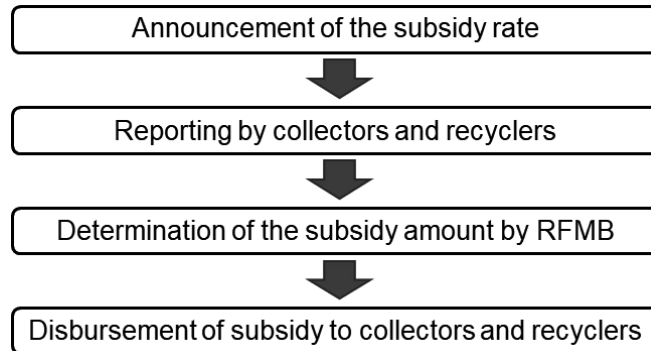 Announcement of the subsidy rate
Reporting by collectors and recyclers
Determination of the subsidy amount by RFMB
Disbursement of subsidy to collectors and recyclers